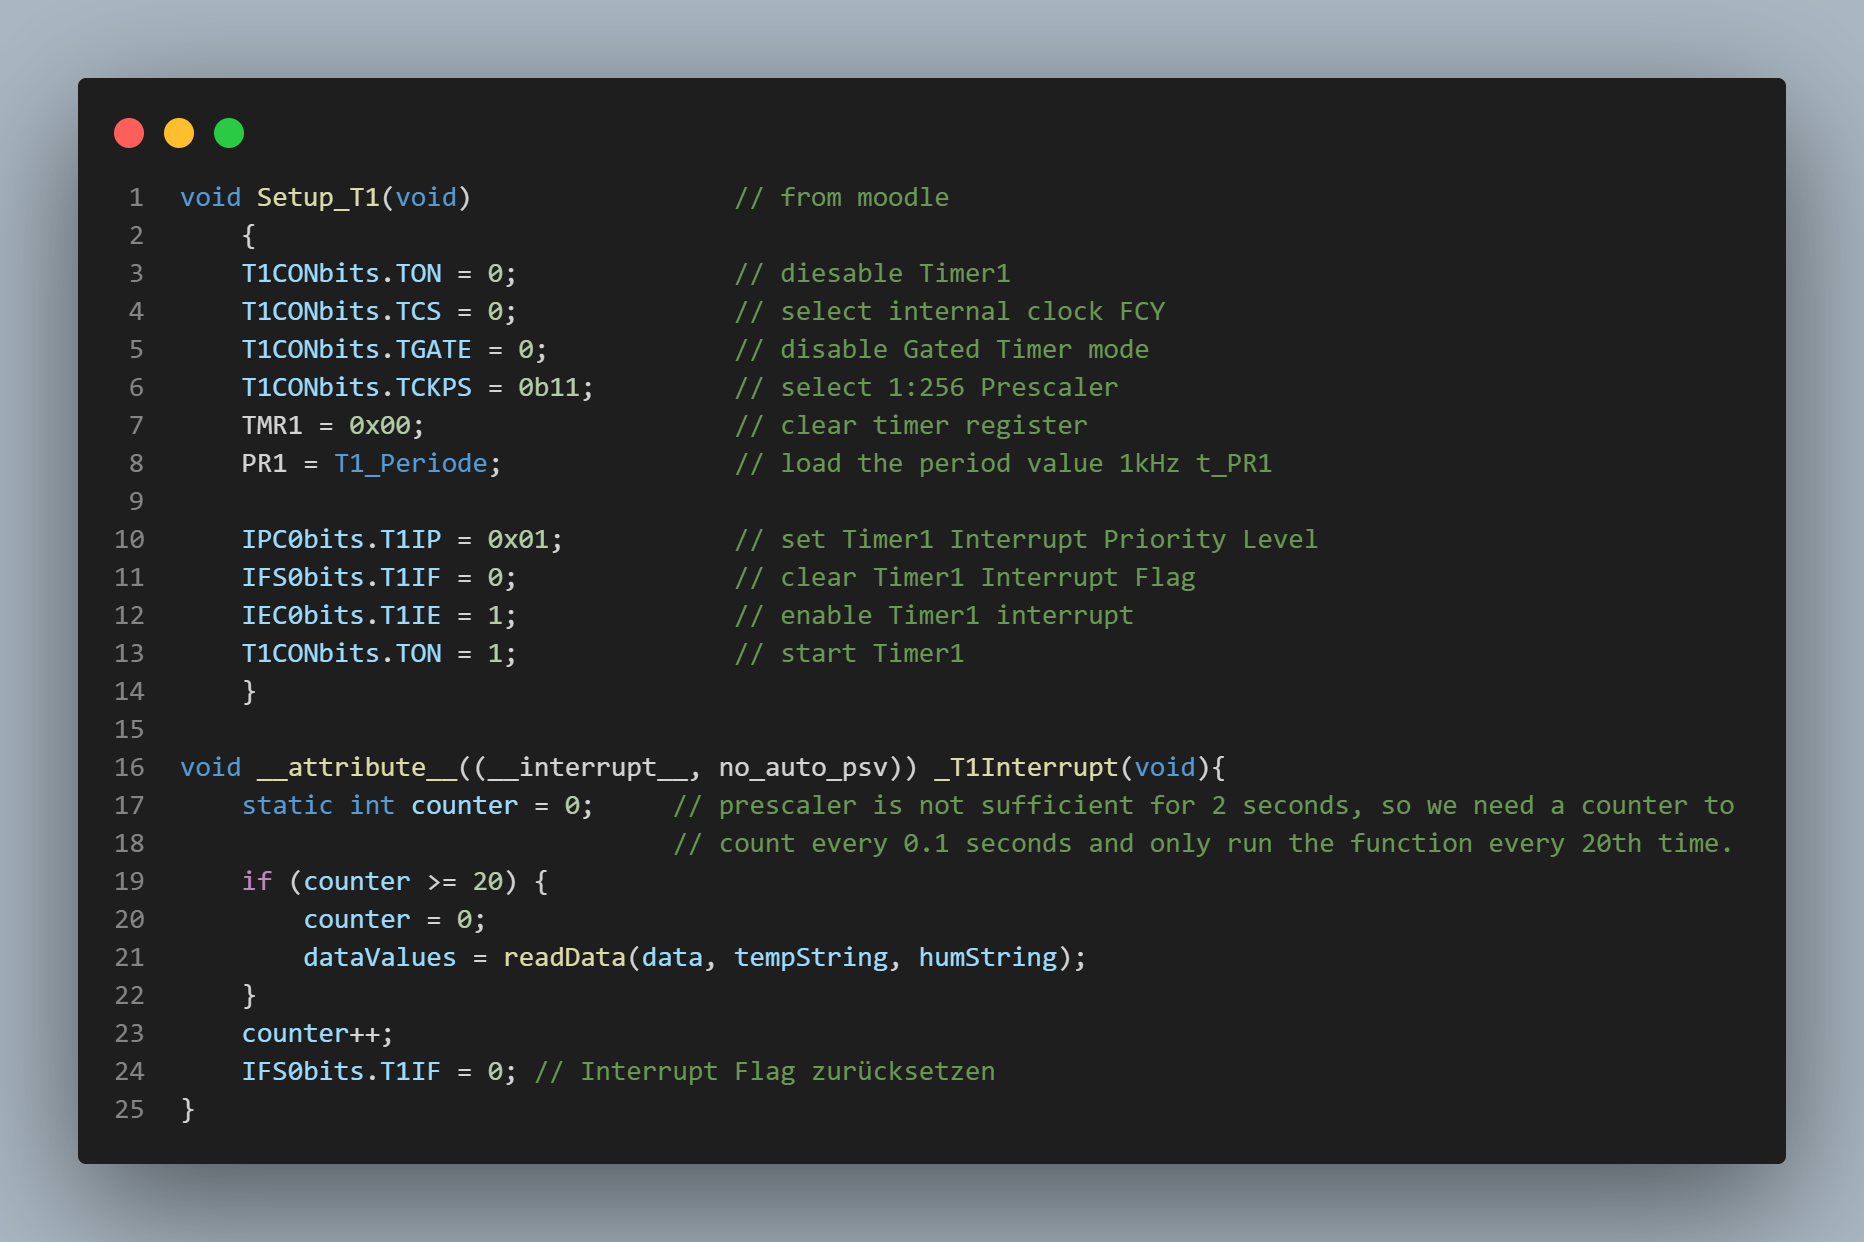 1 void Setup_T1(void) // from moodle
2 {
3 T1CONbits.TON = 0; // diesable Timer1
4 T1CONbits.TCS = 0; // select internal clock FCY
5 T1CONbits.TGATE = 0; // disable Gated Timer mode
6 T1CONbits.TCKPS = 0b11; // select 1:256 Prescaler
7 TMR1 = 0x00; // clear timer register
8 PR1 = T1_Periode; // load the period value 1kHz t_PR1
9
10 IPC0bits.T1IP = 0x01; // set Timer1 Interrupt Priority Level
11 IFS0bits.T1IF = 0; // clear Timer1 Interrupt Flag
12 IEC0bits.T1IE = 1; // enable Timer1 interrupt
13 T1CONbits.TON = 1; // start Timer1
14 }
15
16 void __attribute__((__interrupt__, no_auto_psv)) _T1Interrupt(void){
17 static int counter = 0; // prescaler is not sufficient for 2 seconds, so we need a counter to
18 // count every 0.1 seconds and only run the function every 20th time.
19 if (counter >= 20) {
20 counter = 0;
21 dataValues = readData(data, tempString, humString);
22 }
23 counter++;
24 IFS0bits.T1IF = 0; // Interrupt Flag zurücksetzen
25 }